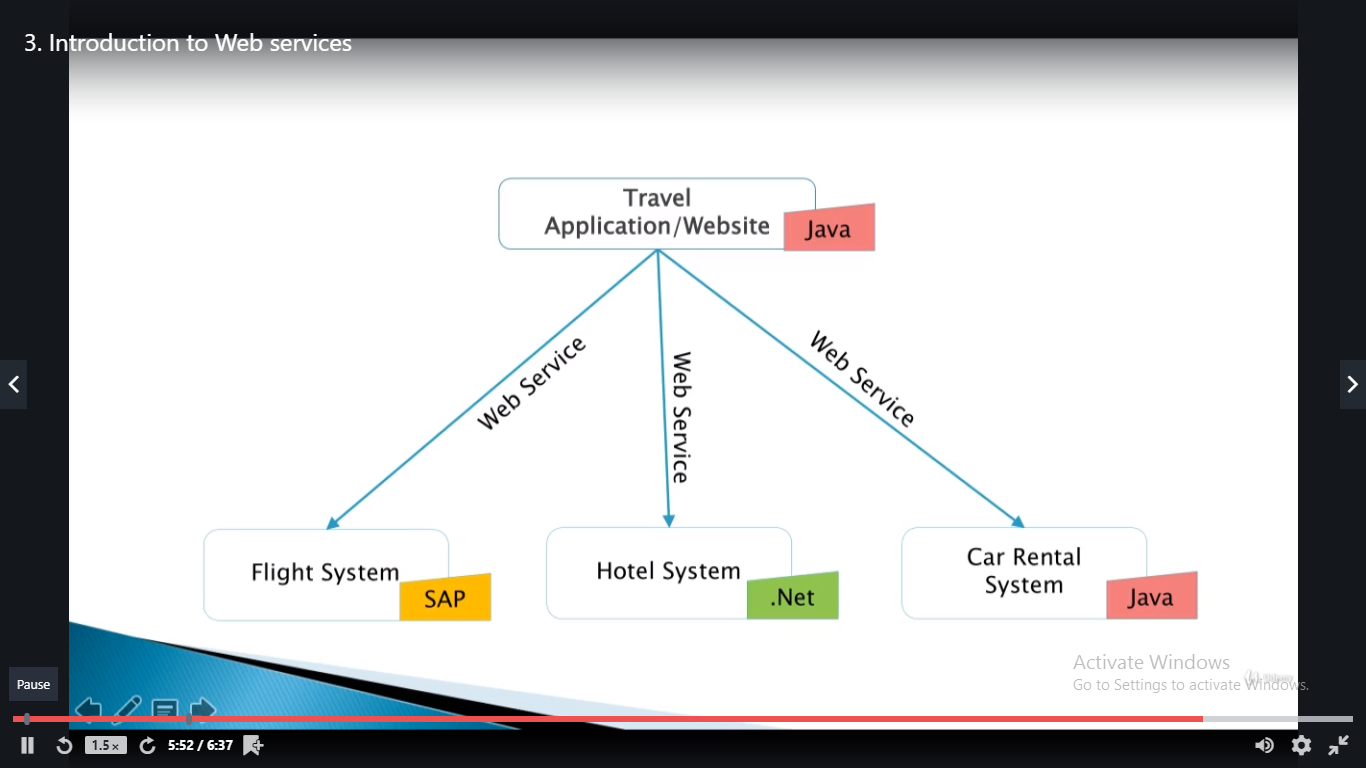 3. Introduction to Web services
Travel
Application/Website
Java
Web Service
Web Service
Web Service
Flight System
SAP
Hotel System
.Net
Car Rental
System
Java
Activate Windows
Go to Settings to activate Windows.
Pause
1.5x
5:52 / 6:37